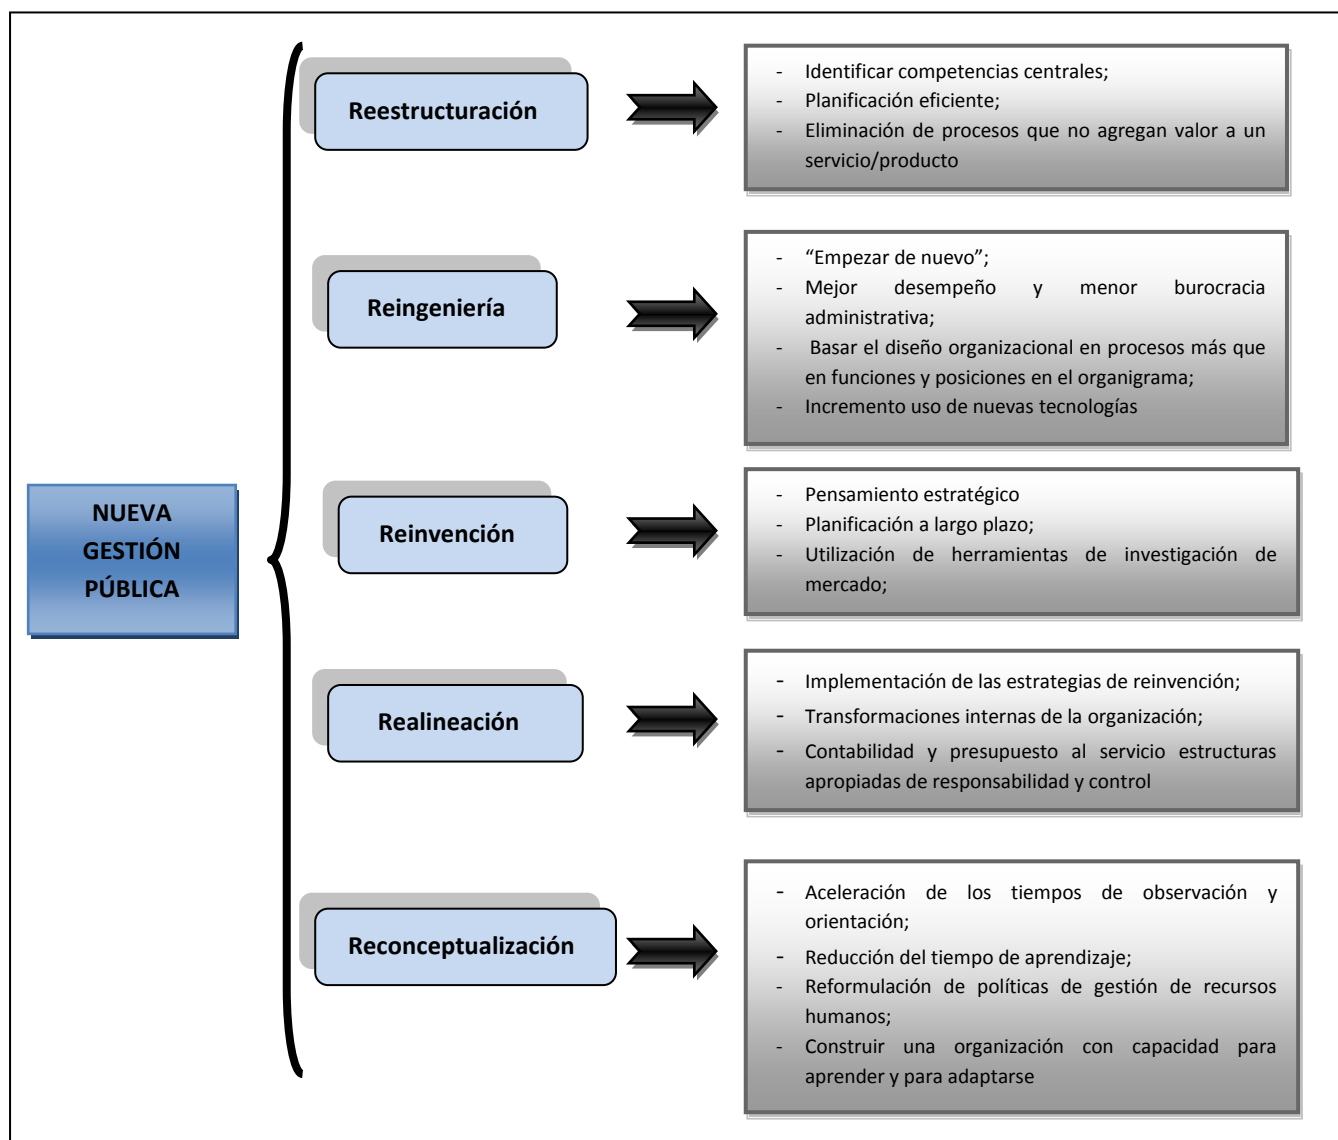 Reestructuración
- Identificar competencias centrales;
- Planificación eficiente;
- Eliminación de procesos que no agregan valor a un
servicio/producto
Reingeniería
- “Empezar de nuevo”;
- Mejor desempeño y menor burocracia
administrativa;
- Basar el diseño organizacional en procesos más que
en funciones y posiciones en el organigrama;
- Incremento uso de nuevas tecnologías
NUEVA
GESTIÓN
PÚBLICA
Reinvención
- Pensamiento estratégico
- Planificación a largo plazo;
- Utilización de herramientas de investigación de
mercado;
Realineación
- Implementación de las estrategias de reinvención;
- Transformaciones internas de la organización;
- Contabilidad y presupuesto al servicio estructuras
apropiadas de responsabilidad y control
Reconceptualización
- Aceleración de los tiempos de observación y
orientación;
- Reducción del tiempo de aprendizaje;
- Reformulación de políticas de gestión de recursos
humanos;
- Construir una organización con capacidad para
aprender y para adaptarse